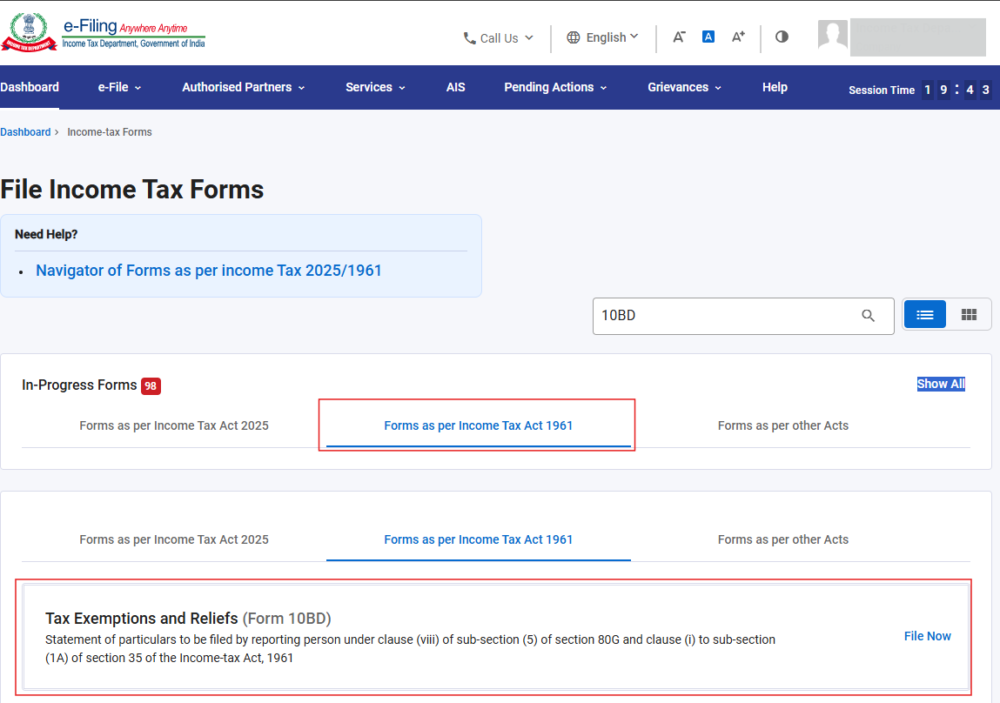 e-Filing Anywhere Anytime
Income Tax Department, Government of India
Call Us
English
A-
A
A+
Dashboard
e-File
Authorised Partners
Services
AIS
Pending Actions
Grievances
Help
Session Time 1 9 : 4 3
Dashboard > Income-tax Forms
File Income Tax Forms
Need Help?
• Navigator of Forms as per income Tax 2025/1961
10BD
In-Progress Forms 98
Show All
Forms as per Income Tax Act 2025
Forms as per Income Tax Act 1961
Forms as per other Acts
Forms as per Income Tax Act 2025
Forms as per Income Tax Act 1961
Forms as per other Acts
Tax Exemptions and Reliefs (Form 10BD)
Statement of particulars to be filed by reporting person under clause (viii) of sub-section (5) of section 80G and clause (i) to sub-section
(1A) of section 35 of the Income-tax Act, 1961
File Now